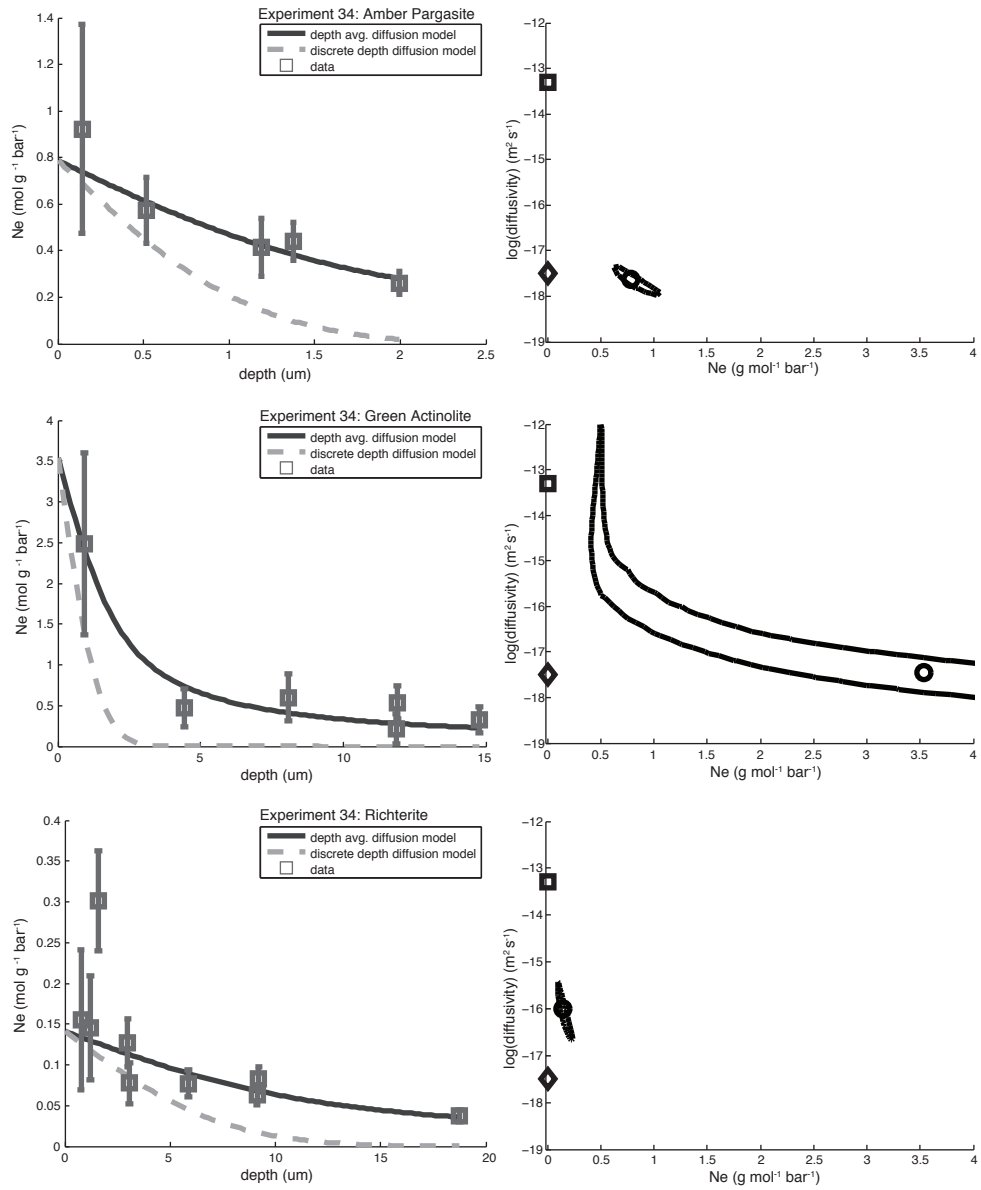 Experiment 34: Amber Pargasite
depth avg. diffusion model
discrete depth diffusion model
data
Ne (mol g⁻¹ bar⁻¹)
1.4
1.2
1
0.8
0.6
0.4
0.2
0
0 0.5 1 1.5 2 2.5
depth (um)
log(diffusivity) (m² s⁻¹)
−12
−13
−14
−15
−16
−17
−18
−19
0 0.5 1 1.5 2 2.5 3 3.5 4
Ne (g mol⁻¹ bar⁻¹)
Experiment 34: Green Actinolite
depth avg. diffusion model
discrete depth diffusion model
data
Ne (mol g⁻¹ bar⁻¹)
4
3.5
3
2.5
2
1.5
1
0.5
0
0 5 10 15
depth (um)
log(diffusivity) (m² s⁻¹)
−12
−13
−14
−15
−16
−17
−18
−19
0 0.5 1 1.5 2 2.5 3 3.5 4
Ne (g mol⁻¹ bar⁻¹)
Experiment 34: Richterite
depth avg. diffusion model
discrete depth diffusion model
data
Ne (mol g⁻¹ bar⁻¹)
0.4
0.35
0.3
0.25
0.2
0.15
0.1
0.05
0
0 5 10 15 20
depth (um)
log(diffusivity) (m² s⁻¹)
−12
−13
−14
−15
−16
−17
−18
−19
0 0.5 1 1.5 2 2.5 3 3.5 4
Ne (g mol⁻¹ bar⁻¹)